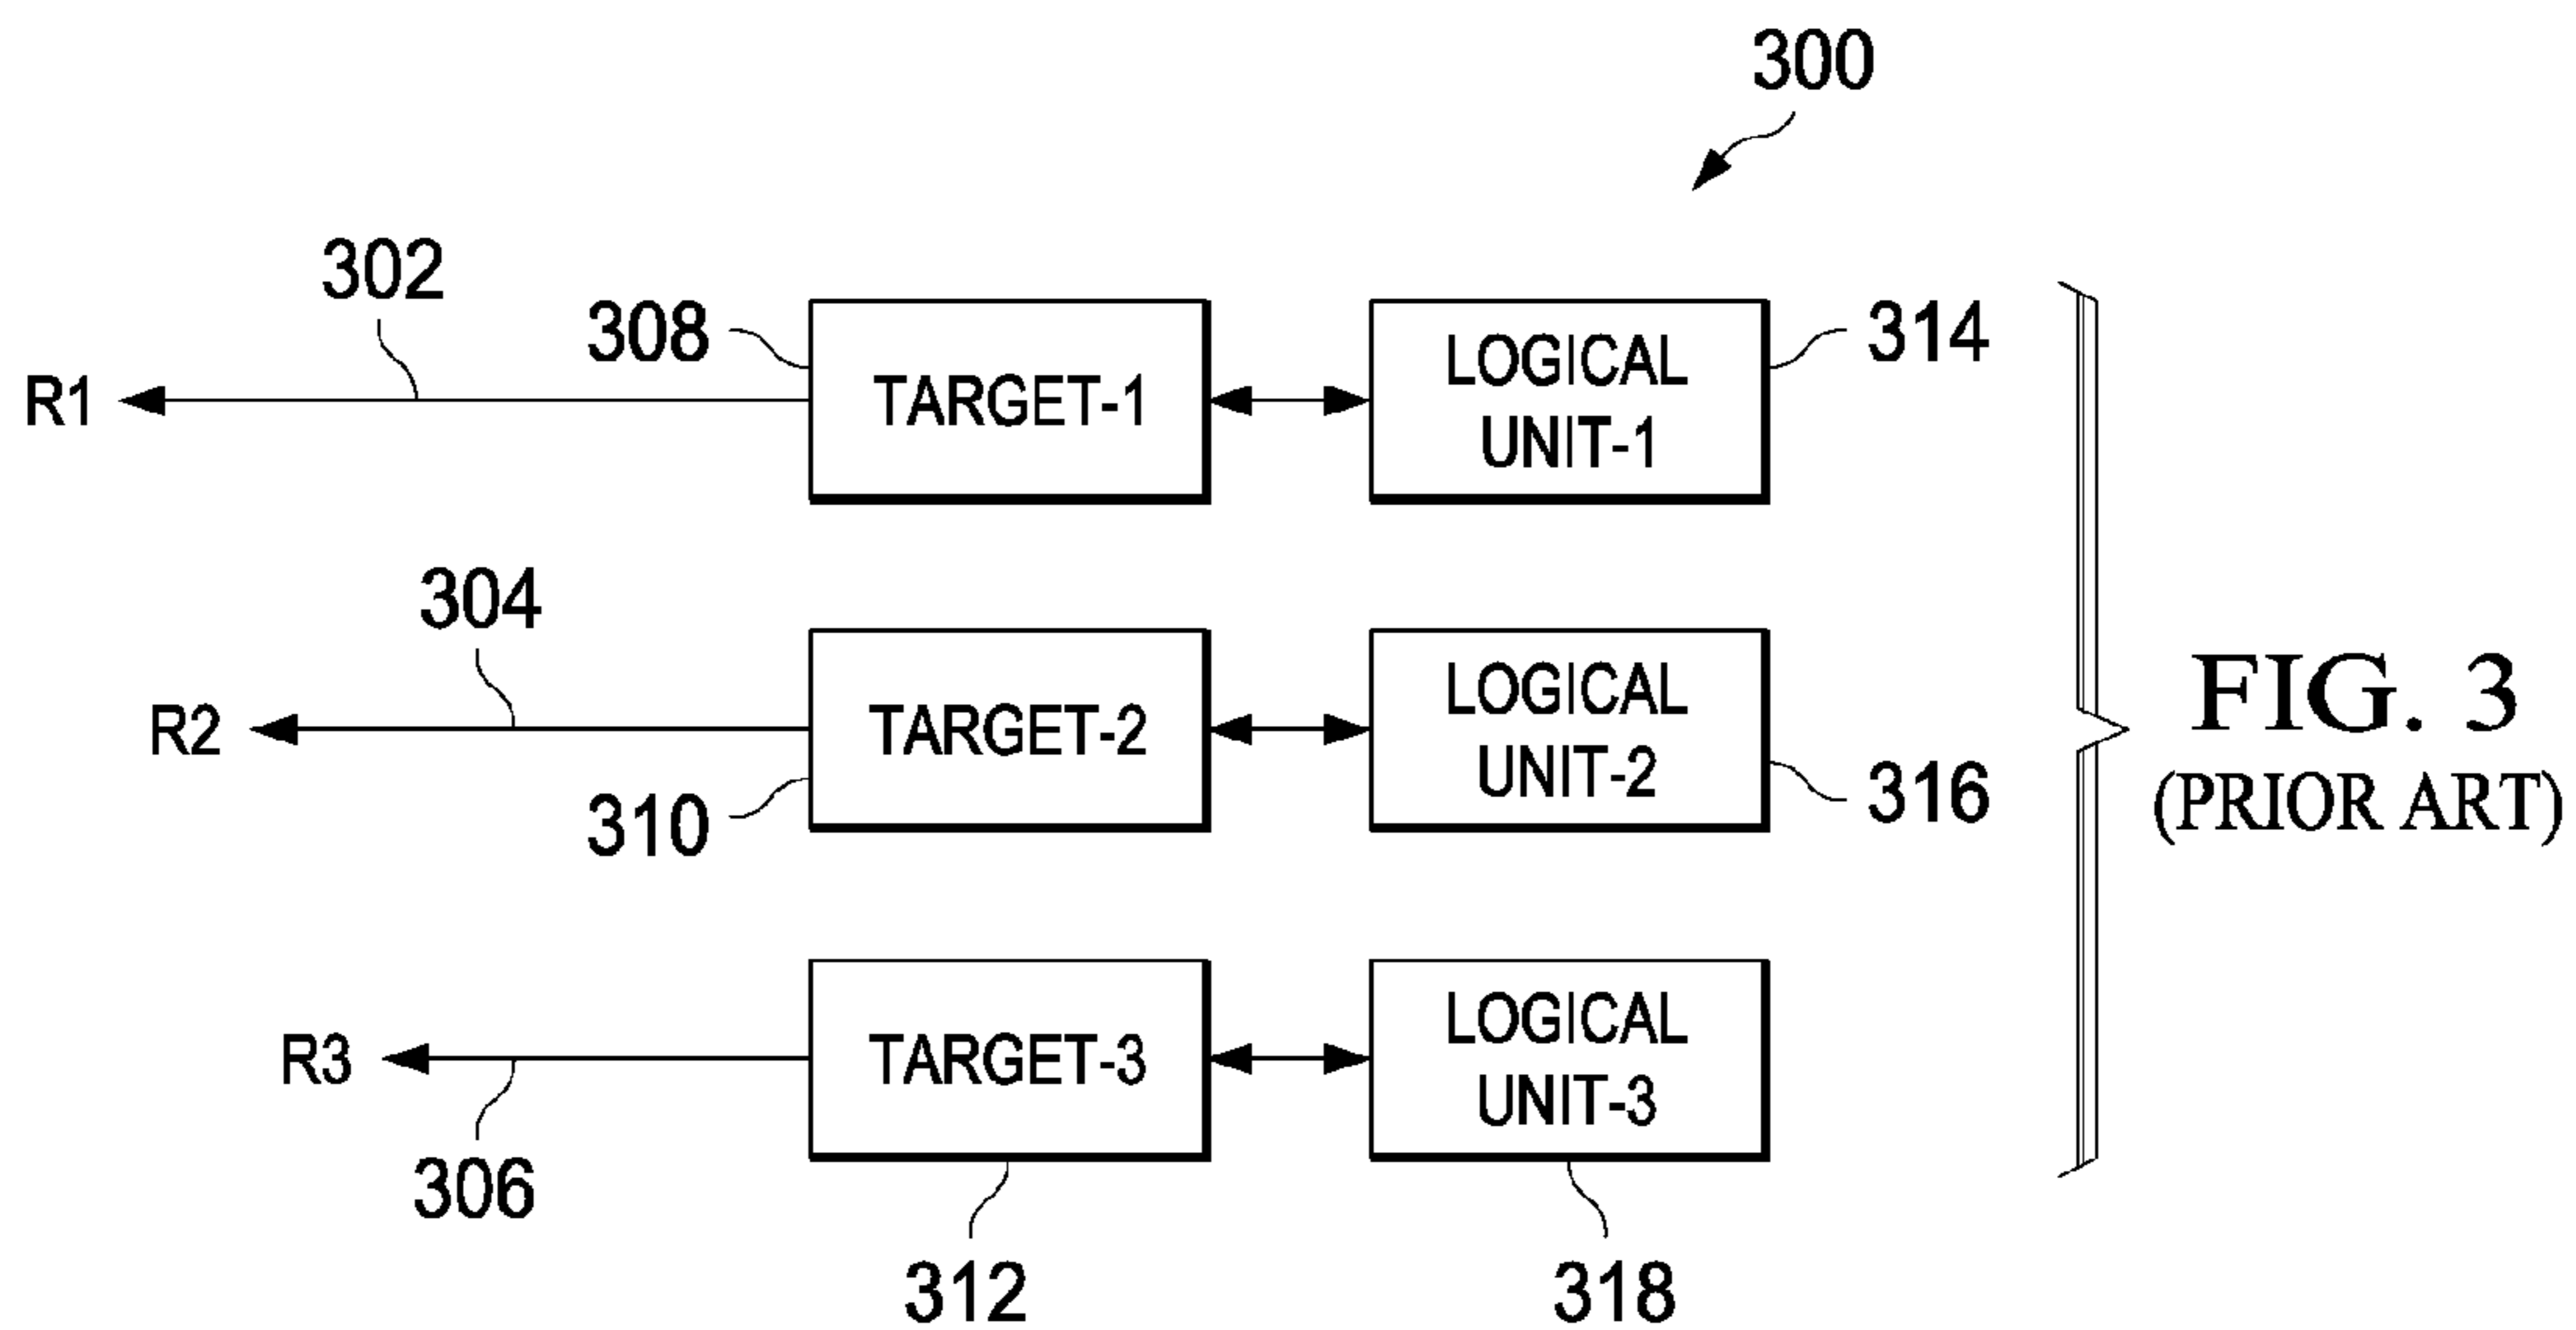 300
302
308
314
R1
TARGET-1
LOGICAL
UNIT-1
304
R2
TARGET-2
LOGICAL
UNIT-2
310
316
R3
TARGET-3
LOGICAL
UNIT-3
306
312
318
FIG. 3
(PRIOR ART)